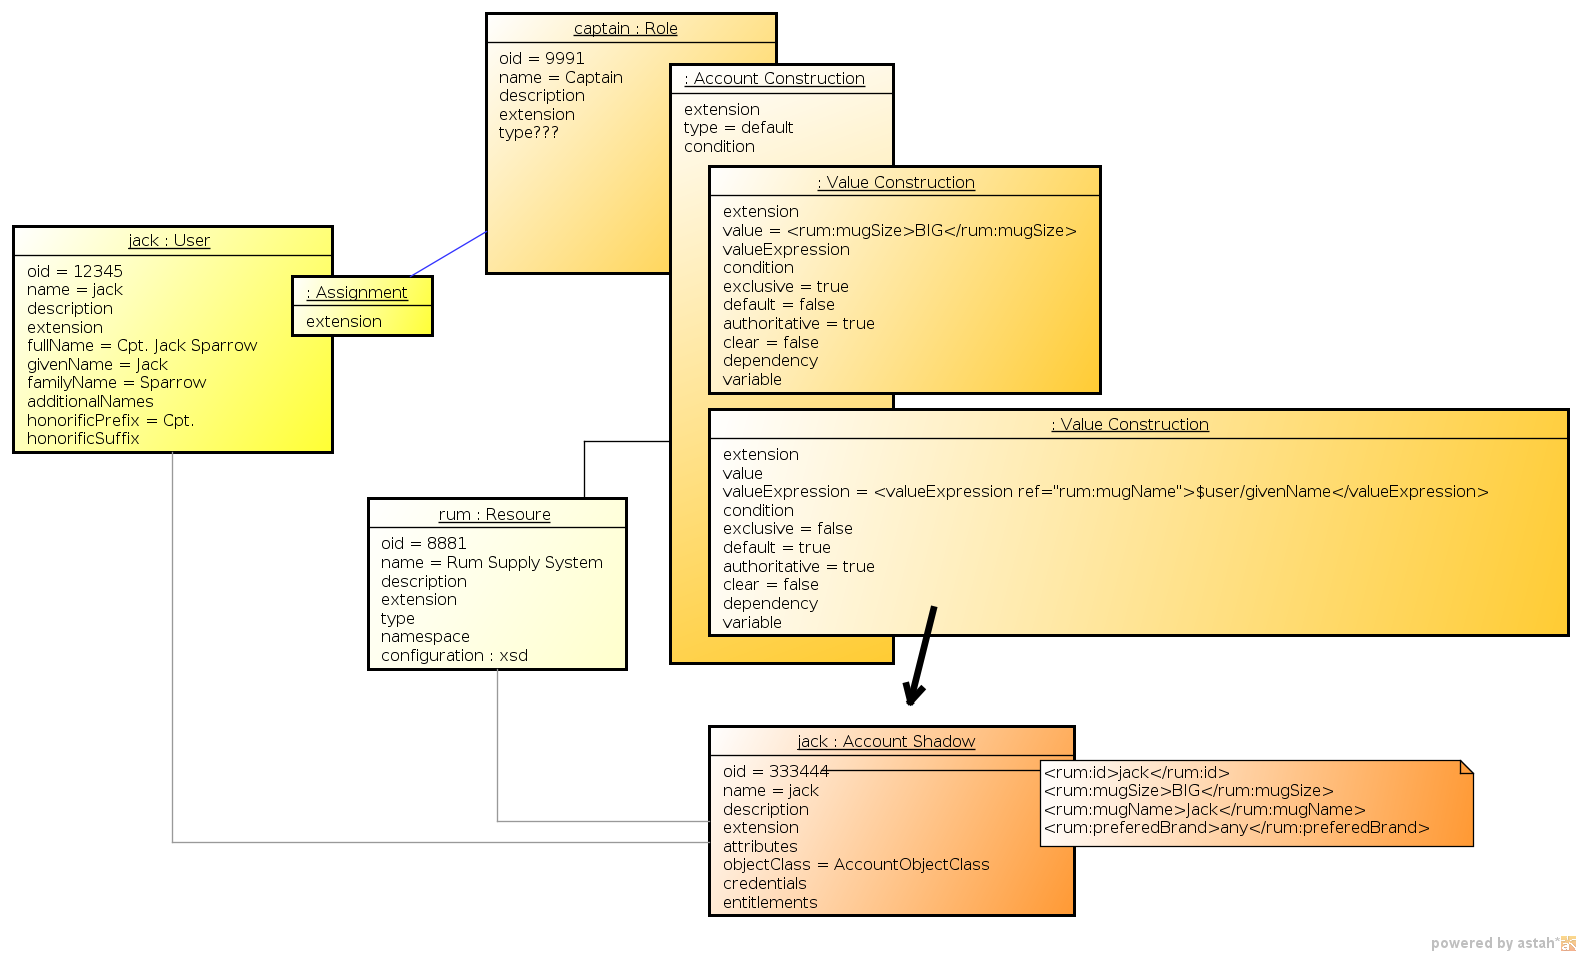 captain : Role
oid = 9991
name = Captain
description
extension
type???
: Account Construction
extension
type = default
condition
: Value Construction
extension
value = <rum:mugSize>BIG</rum:mugSize>
valueExpression
condition
exclusive = true
default = false
authoritative = true
clear = false
dependency
variable
jack : User
oid = 12345
name = jack
description
extension
fullName = Cpt. Jack Sparrow
givenName = Jack
familyName = Sparrow
additionalNames
honorificPrefix = Cpt.
honorificSuffix
: Assignment
extension
: Value Construction
extension
value
valueExpression = <valueExpression ref="rum:mugName">$user/givenName</valueExpression>
condition
exclusive = false
default = true
authoritative = true
clear = false
dependency
variable
rum : Resoure
oid = 8881
name = Rum Supply System
description
extension
type
namespace
configuration : xsd
jack : Account Shadow
oid = 333444
name = jack
description
extension
attributes
objectClass = AccountObjectClass
credentials
entitlements
<rum:id>jack</rum:id>
<rum:mugSize>BIG</rum:mugSize>
<rum:mugName>Jack</rum:mugName>
<rum:preferedBrand>any</rum:preferedBrand>
powered by astah*